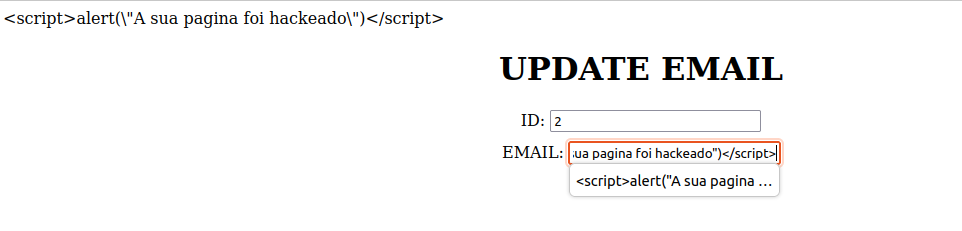 <script>alert(\"A sua pagina foi hackeado\")</script>
UPDATE EMAIL
ID: 2
EMAIL: sua pagina foi hackeado")</script>
<script>alert("A sua pagina ...